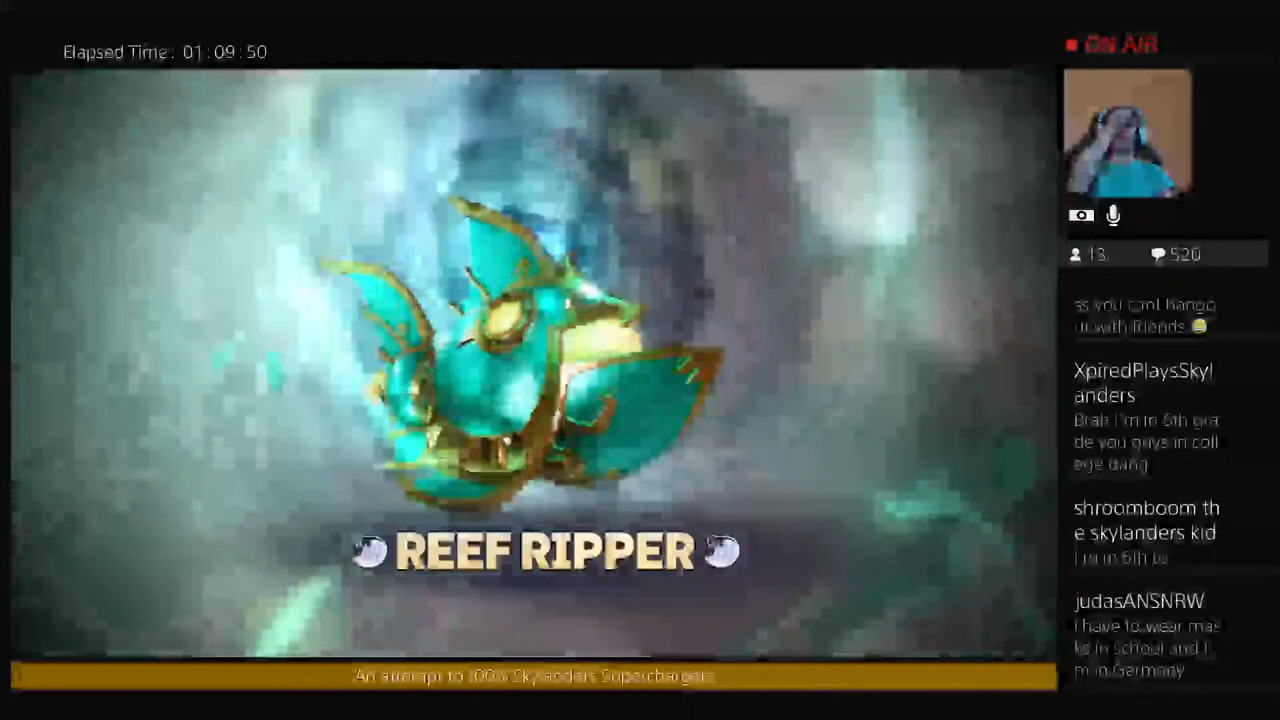 Elapsed Time: 01:09:50
ON AIR
13
520
as you cant hango
ut with friends
XpiredPlaysSkyl
anders
Brah I'm in 6th gra
de you guys in coll
ege dang
shroomboom th
e skylanders kid
I'm in 6th to
judasANSNRW
I have to wear mas
ks in school and I'
m in Germany
REEF RIPPER
An attempt to 100% Skylanders Superchargers